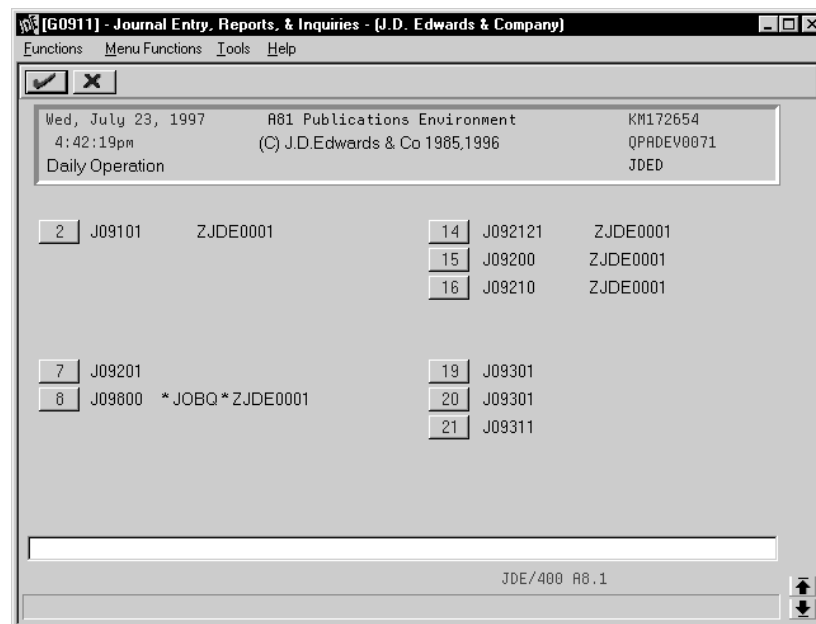 [G0911] - Journal Entry, Reports, & Inquiries - (J.D. Edwards & Company)
Functions Menu Functions Tools Help
Wed, July 23, 1997 A81 Publications Environment KM172654
4:42:19pm (C) J.D.Edwards & Co 1985,1996 QPADEV0071
Daily Operation JDED
2 J09101 ZJDE0001 14 J092121 ZJDE0001
15 J09200 ZJDE0001
16 J09210 ZJDE0001
7 J09201 19 J09301
8 J09800 *JOBQ*ZJDE0001 20 J09301
21 J09311
JDE/400 A8.1